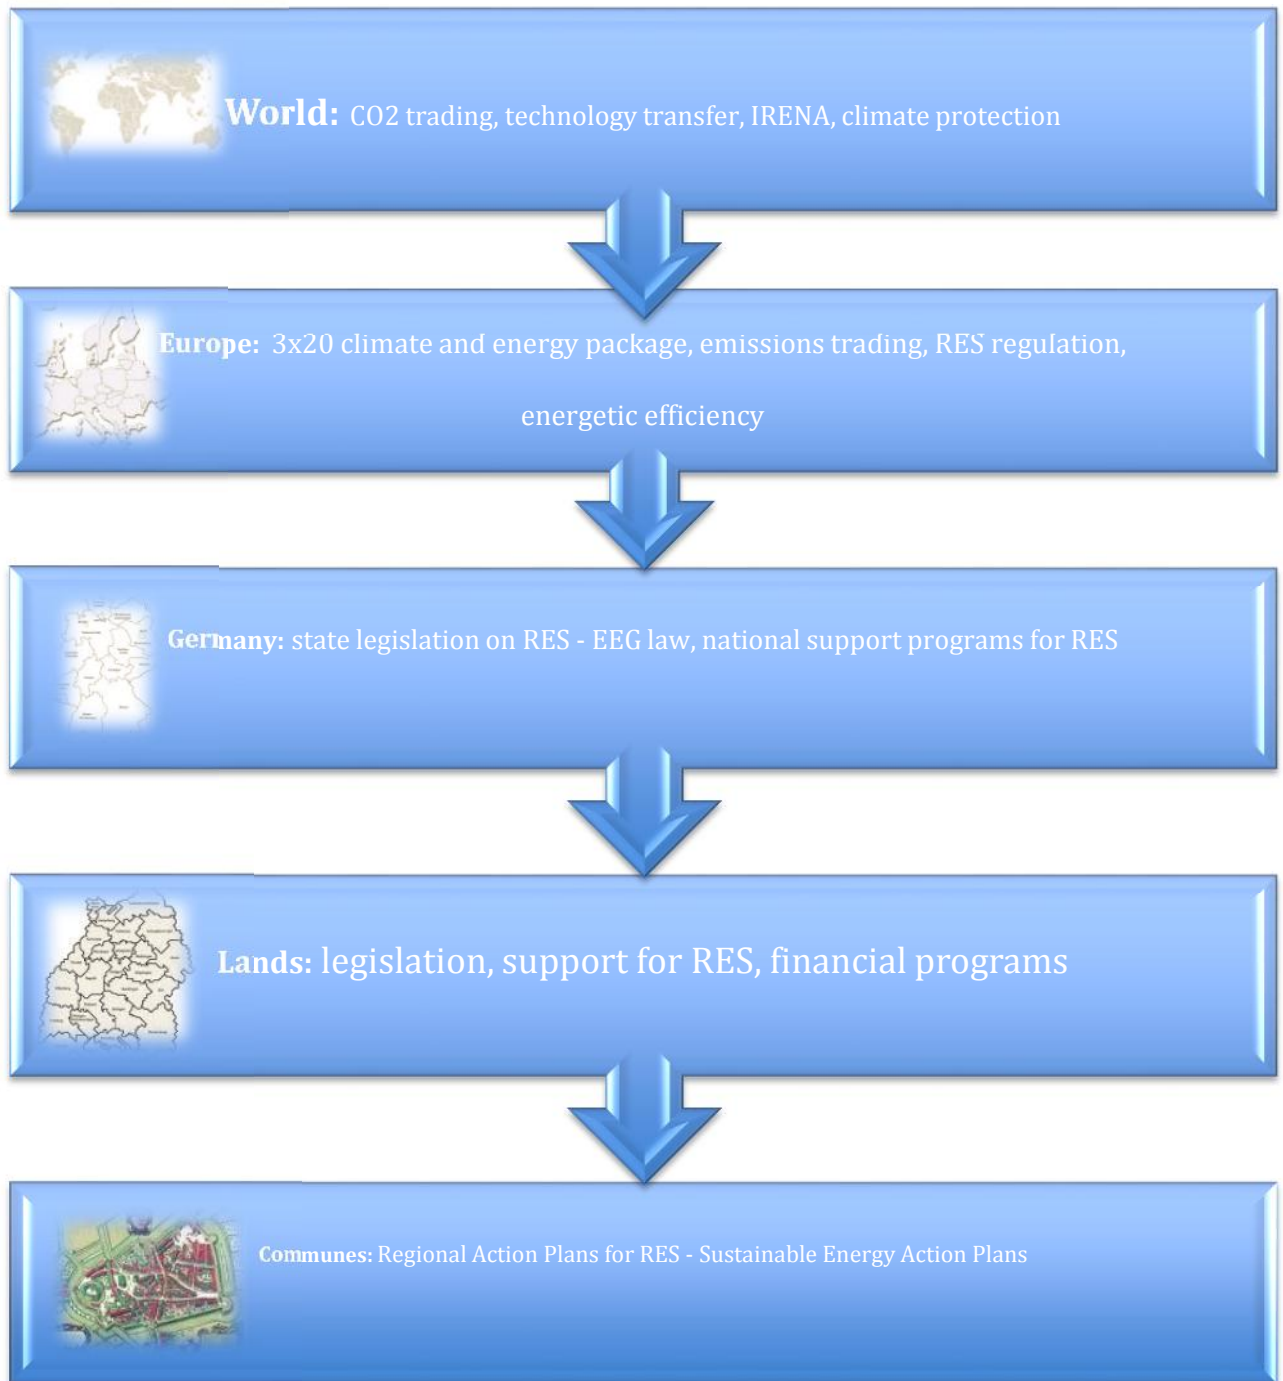 World: CO2 trading, technology transfer, IRENA, climate protection
Europe: 3x20 climate and energy package, emissions trading, RES regulation,
energetic efficiency
Germany: state legislation on RES - EEG law, national support programs for RES
Lands: legislation, support for RES, financial programs
Communes: Regional Action Plans for RES - Sustainable Energy Action Plans